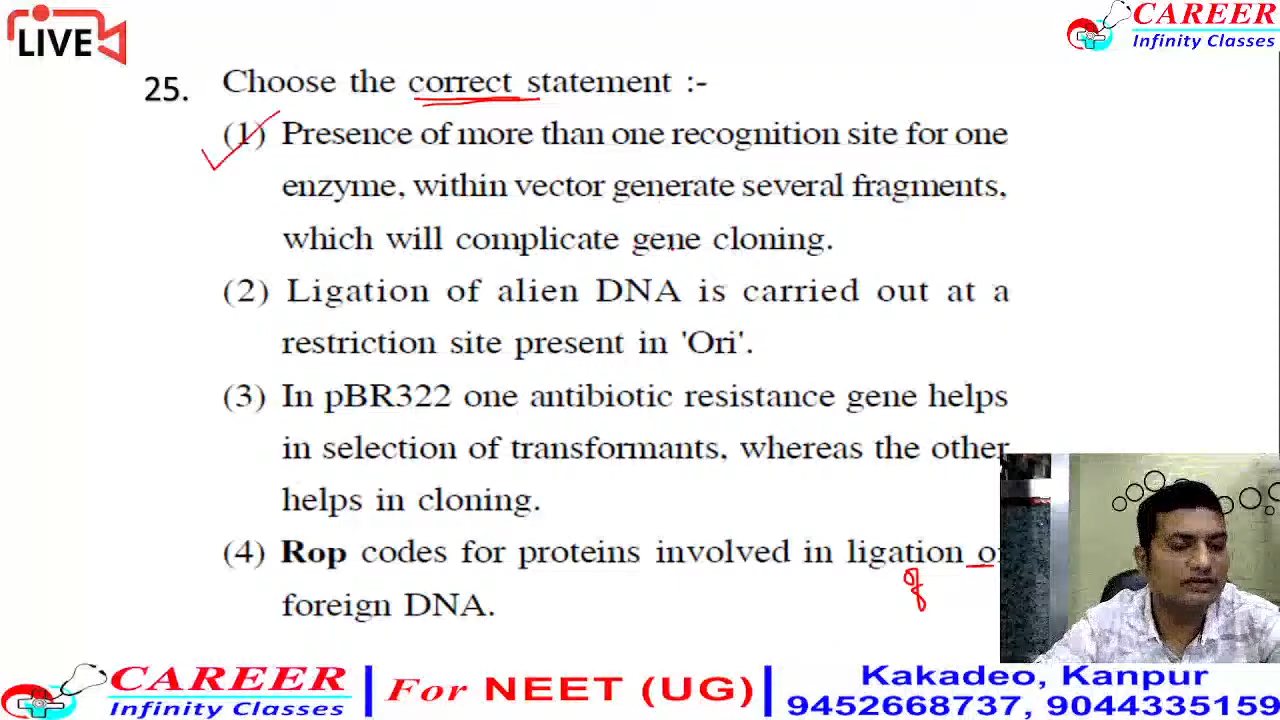 LIVE
CAREER
Infinity Classes
25. Choose the correct statement :-
(1) Presence of more than one recognition site for one
enzyme, within vector generate several fragments,
which will complicate gene cloning.
(2) Ligation of alien DNA is carried out at a
restriction site present in 'Ori'.
(3) In pBR322 one antibiotic resistance gene helps
in selection of transformants, whereas the other
helps in cloning.
(4) Rop codes for proteins involved in ligation
foreign DNA.
CAREER
Infinity Classes
For NEET (UG)
Kakadeo, Kanpur
9452668737, 9044335159